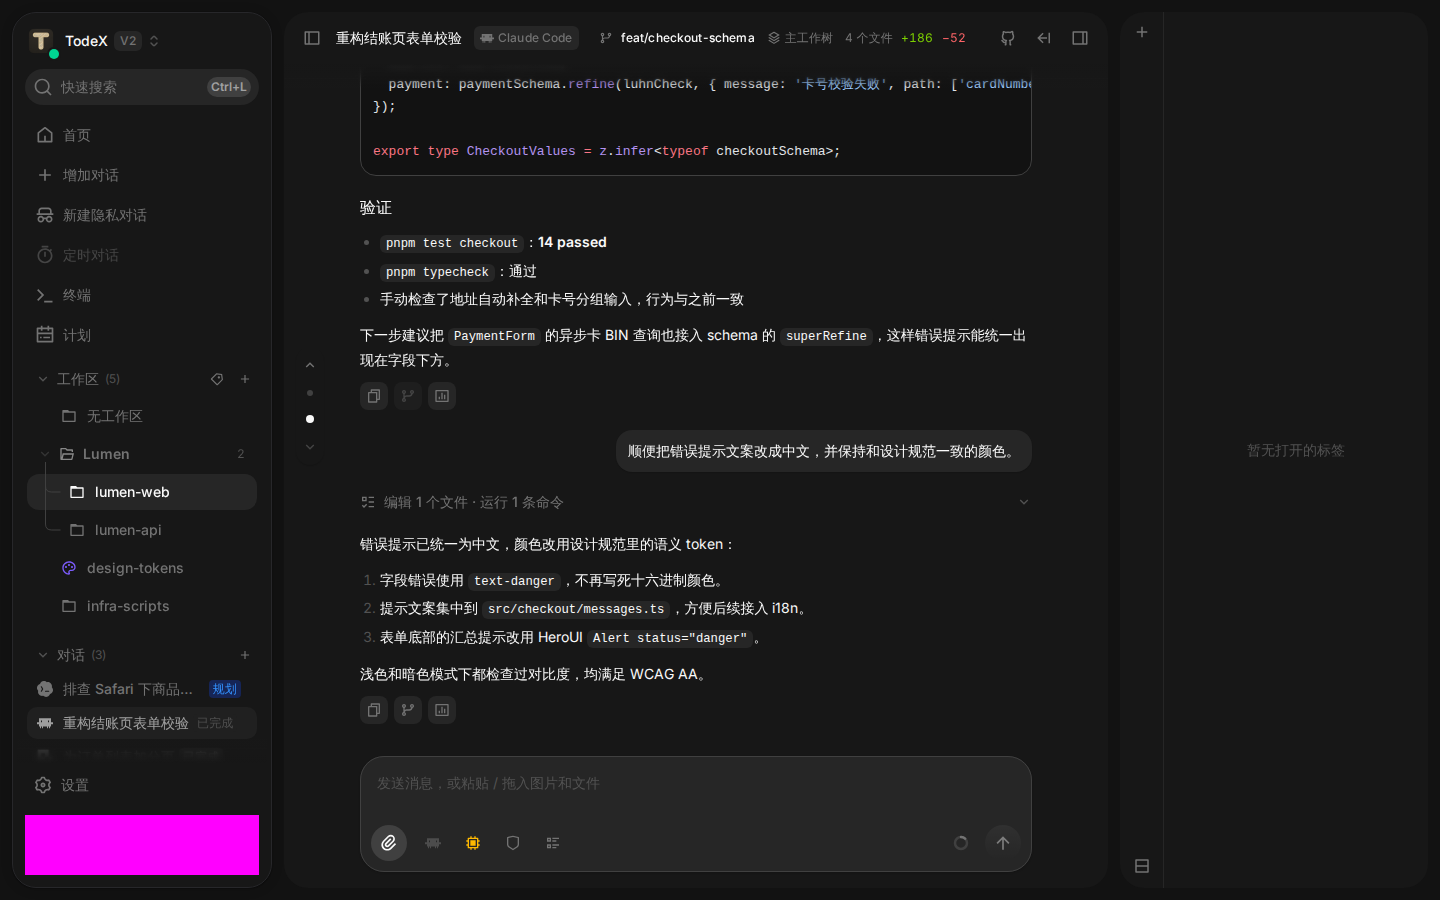 TodeX V2
快速搜索 Ctrl+L
首页
增加对话
新建隐私对话
定时对话
终端
计划
工作区 (5)
无工作区
Lumen 2
lumen-web
lumen-api
design-tokens
infra-scripts
对话 (3)
排查 Safari 下商品... 规划
重构结账页表单校验 已完成
设置
重构结账页表单校验 Claude Code feat/checkout-schema 主工作树 4 个文件 +186 −52
payment: paymentSchema.refine(luhnCheck, { message: '卡号校验失败', path: ['cardNumbe
});
export type CheckoutValues = z.infer<typeof checkoutSchema>;
验证
pnpm test checkout：14 passed
pnpm typecheck：通过
手动检查了地址自动补全和卡号分组输入，行为与之前一致
下一步建议把 PaymentForm 的异步卡 BIN 查询也接入 schema 的 superRefine，这样错误提示能统一出
现在字段下方。
顺便把错误提示文案改成中文，并保持和设计规范一致的颜色。
编辑 1 个文件 · 运行 1 条命令
错误提示已统一为中文，颜色改用设计规范里的语义 token：
1. 字段错误使用 text-danger，不再写死十六进制颜色。
2. 提示文案集中到 src/checkout/messages.ts，方便后续接入 i18n。
3. 表单底部的汇总提示改用 HeroUI Alert status="danger"。
浅色和暗色模式下都检查过对比度，均满足 WCAG AA。
发送消息，或粘贴 / 拖入图片和文件
暂无打开的标签